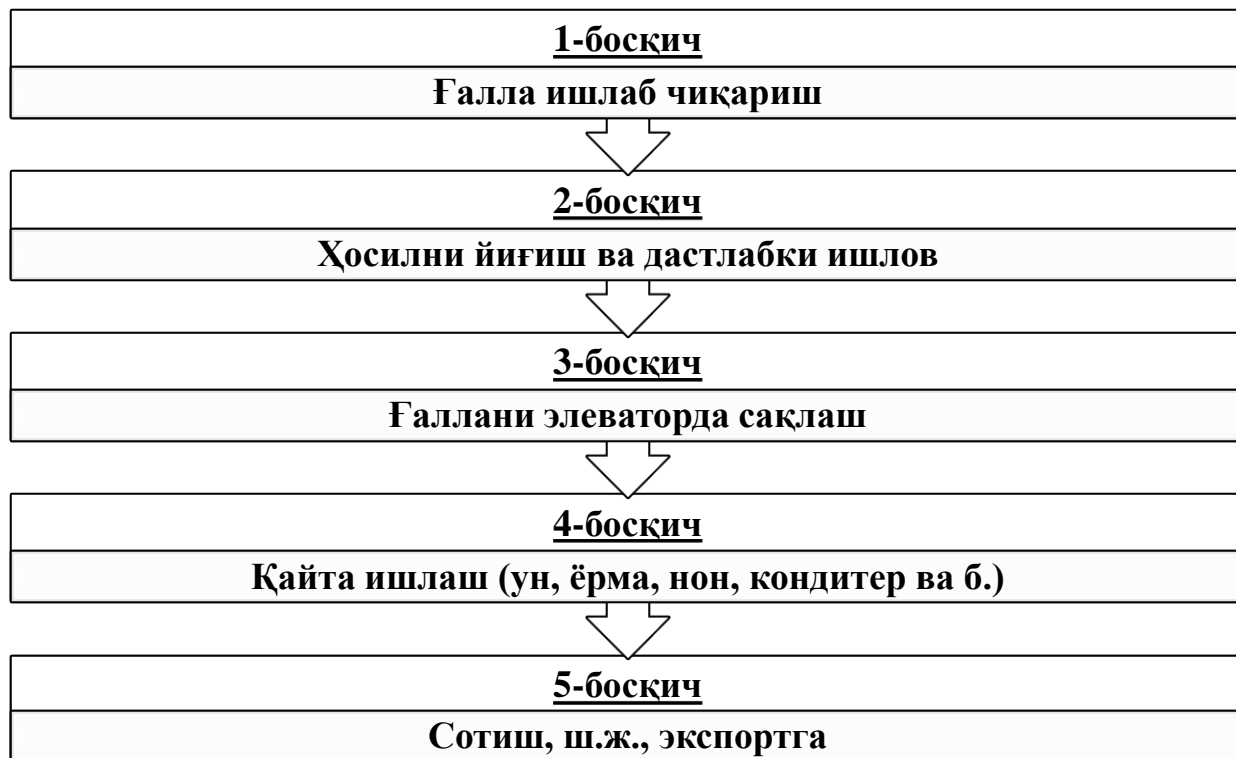 1-босқич
Ғалла ишлаб чиқариш
2-босқич
Ҳосилни йиғиш ва дастлабки ишлов
3-босқич
Ғаллани элеваторда сақлаш
4-босқич
Қайта ишлаш (ун, ёрма, нон, кондитер ва б.)
5-босқич
Сотиш, ш.ж., экспортга